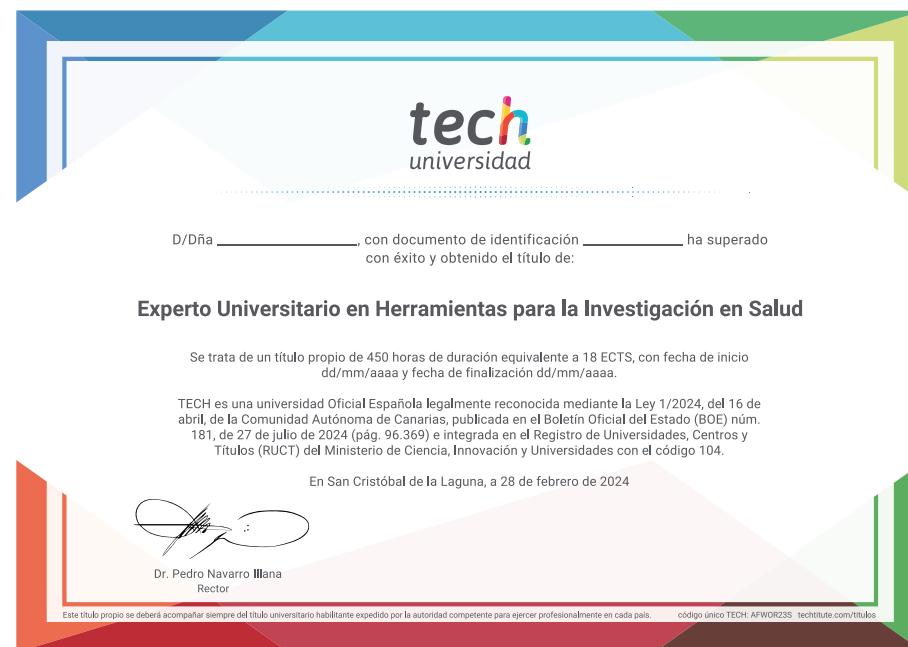 tech
universidad
D/Dña ______________, con documento de identificación __________ ha superado
con éxito y obtenido el título de:
Experto Universitario en Herramientas para la Investigación en Salud
Se trata de un título propio de 450 horas de duración equivalente a 18 ECTS, con fecha de inicio
dd/mm/aaaa y fecha de finalización dd/mm/aaaa.
TECH es una universidad Oficial Española legalmente reconocida mediante la Ley 1/2024, del 16 de
abril, de la Comunidad Autónoma de Canarias, publicada en el Boletín Oficial del Estado (BOE) núm.
181, de 27 de julio de 2024 (pág. 96.369) e integrada en el Registro de Universidades, Centros y
Títulos (RUCT) del Ministerio de Ciencia, Innovación y Universidades con el código 104.
En San Cristóbal de la Laguna, a 28 de febrero de 2024
Dr. Pedro Navarro Illana
Rector
Este título propio se deberá acompañar siempre del título universitario habilitante expedido por la autoridad competente para ejercer profesionalmente en cada país. código único TECH: AFWOR23S techtitute.com/titulos